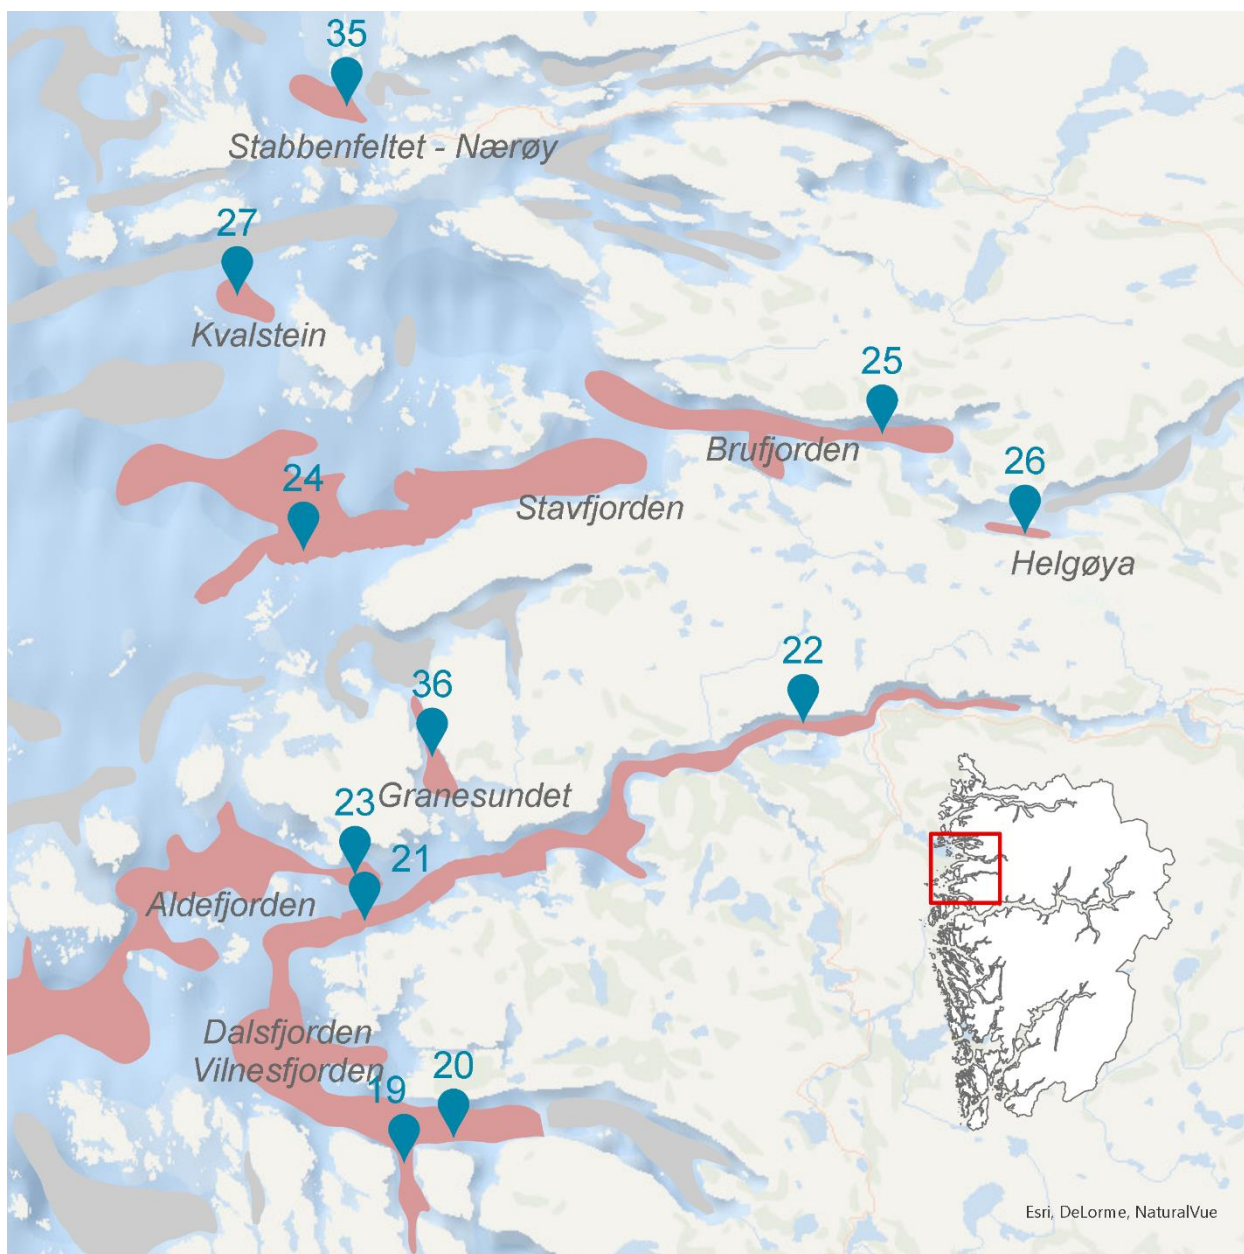 35
Stabbenfeltet - Nærøy
27
Kvalstein
25
Brufjorden
26
24
Stavfjorden
Helgøya
22
36
Granesundet
23
21
Aldefjorden
Dalsfjorden
Vilnesfjorden
19
20
Esri, DeLorme, NaturalVue